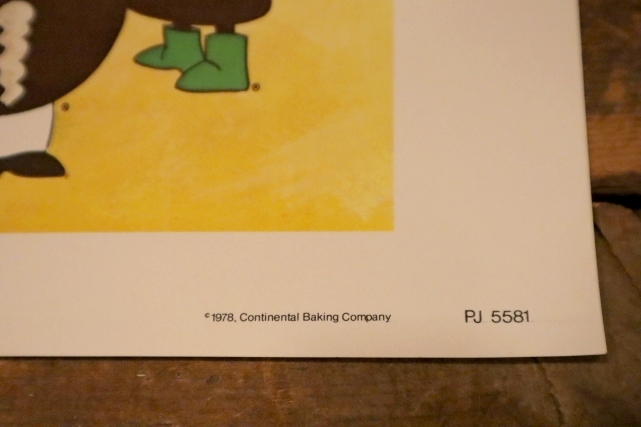 ©1978, Continental Baking Company
PJ 5581